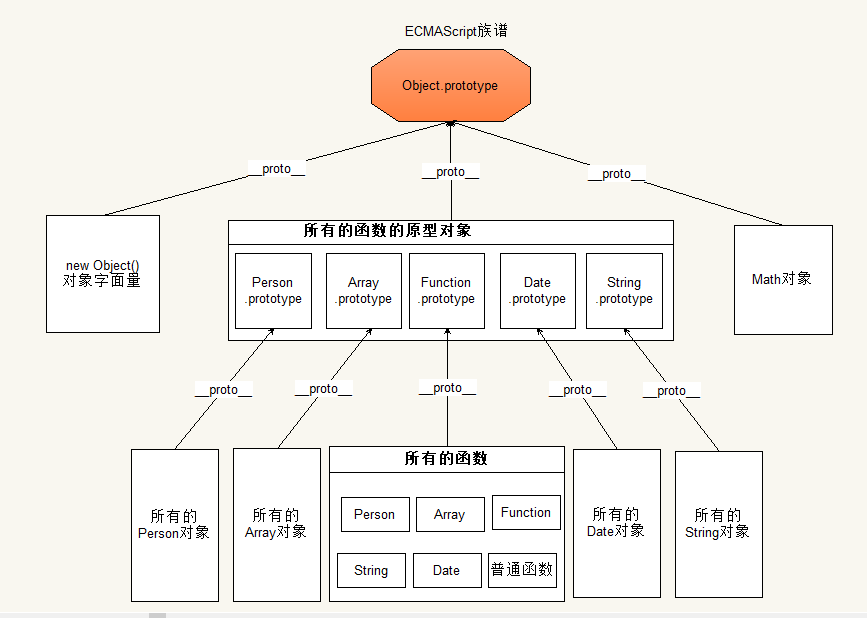 ECMAScript族谱
Object.prototype
__proto__
__proto__
__proto__
new Object()
对象字面量
所有的函数的原型对象
Person
.prototype
Array
.prototype
Function
.prototype
Date
.prototype
String
.prototype
Math对象
__proto__
__proto__
__proto__
__proto__
__proto__
所有的
Person对象
所有的
Array对象
所有的函数
Person
Array
Function
String
Date
普通函数
所有的
Date对象
所有的
String对象